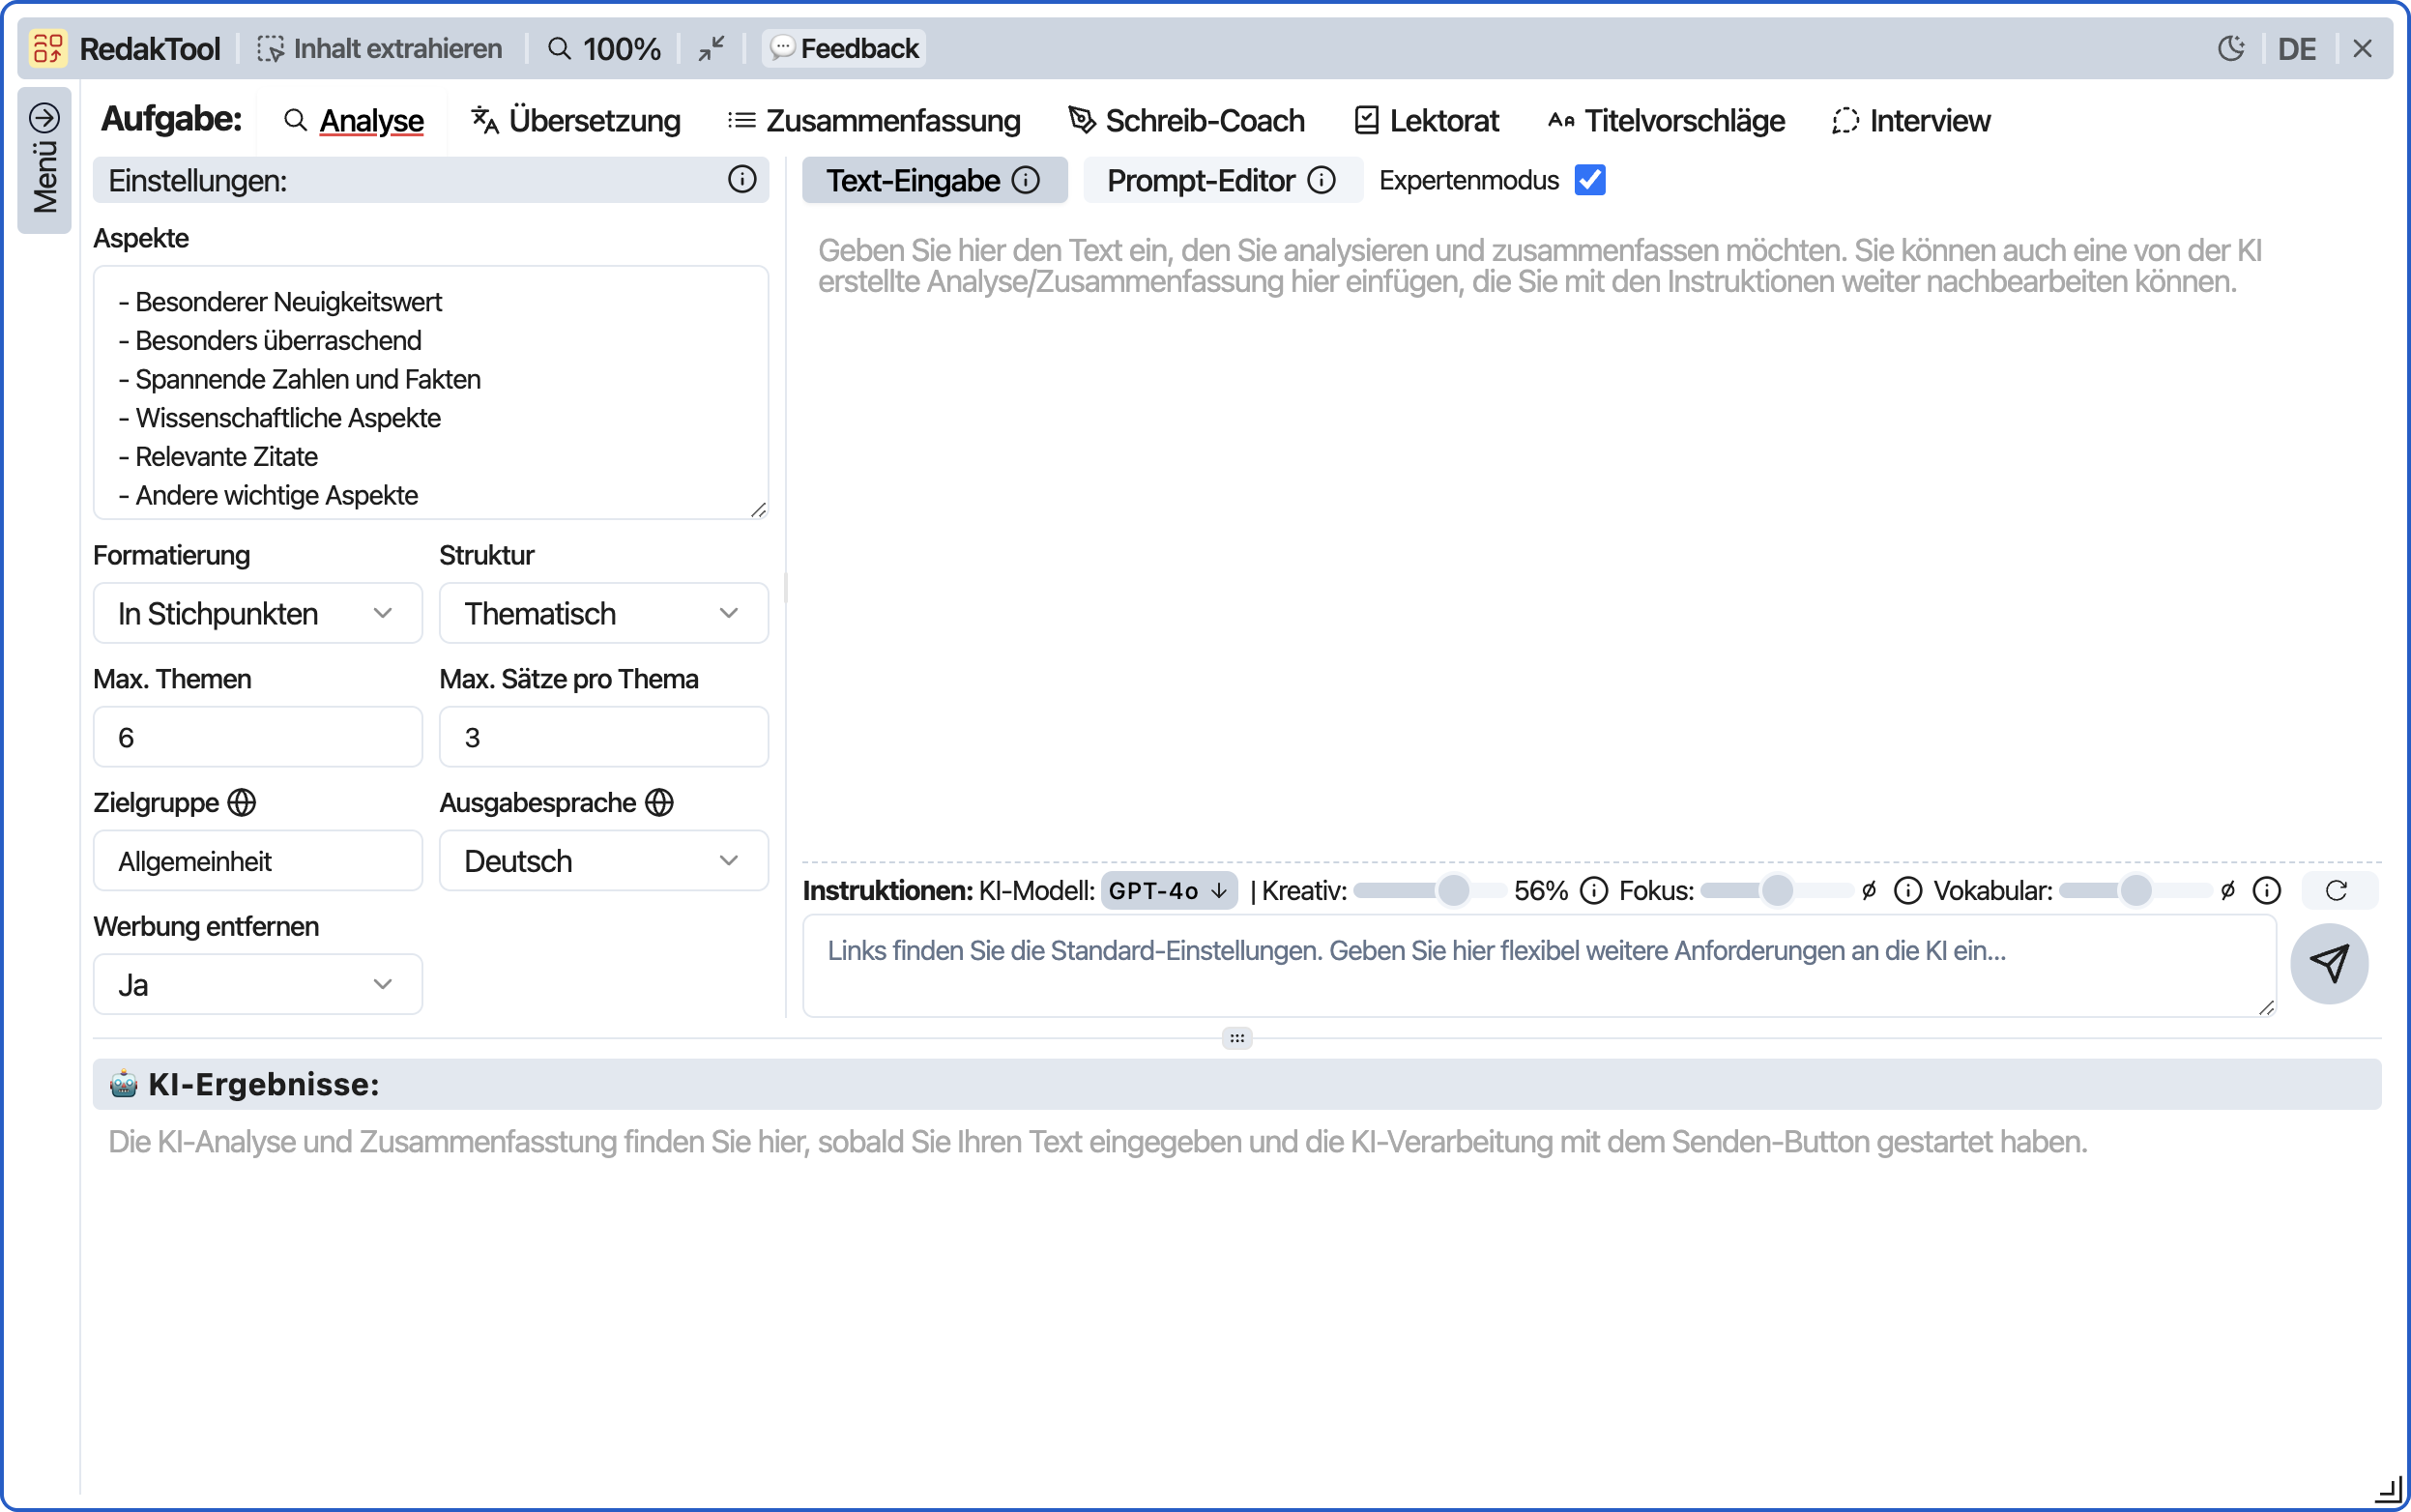 RedakTool Inhalt extrahieren 100% Feedback DE
Menü
Aufgabe: Analyse Übersetzung Zusammenfassung Schreib-Coach Lektorat Titelvorschläge Interview
Einstellungen:
Aspekte
- Besonderer Neuigkeitswert
- Besonders überraschend
- Spannende Zahlen und Fakten
- Wissenschaftliche Aspekte
- Relevante Zitate
- Andere wichtige Aspekte
Formatierung Struktur
In Stichpunkten Thematisch
Max. Themen Max. Sätze pro Thema
6 3
Zielgruppe Ausgabesprache
Allgemeinheit Deutsch
Werbung entfernen
Ja
Text-Eingabe Prompt-Editor Expertenmodus
Geben Sie hier den Text ein, den Sie analysieren und zusammenfassen möchten. Sie können auch eine von der KI
erstellte Analyse/Zusammenfassung hier einfügen, die Sie mit den Instruktionen weiter nachbearbeiten können.
Instruktionen: KI-Modell: GPT-4o ↓ | Kreativ: 56% Fokus: ø Vokabular: ø
Links finden Sie die Standard-Einstellungen. Geben Sie hier flexibel weitere Anforderungen an die KI ein...
KI-Ergebnisse:
Die KI-Analyse und Zusammenfasstung finden Sie hier, sobald Sie Ihren Text eingegeben und die KI-Verarbeitung mit dem Senden-Button gestartet haben.